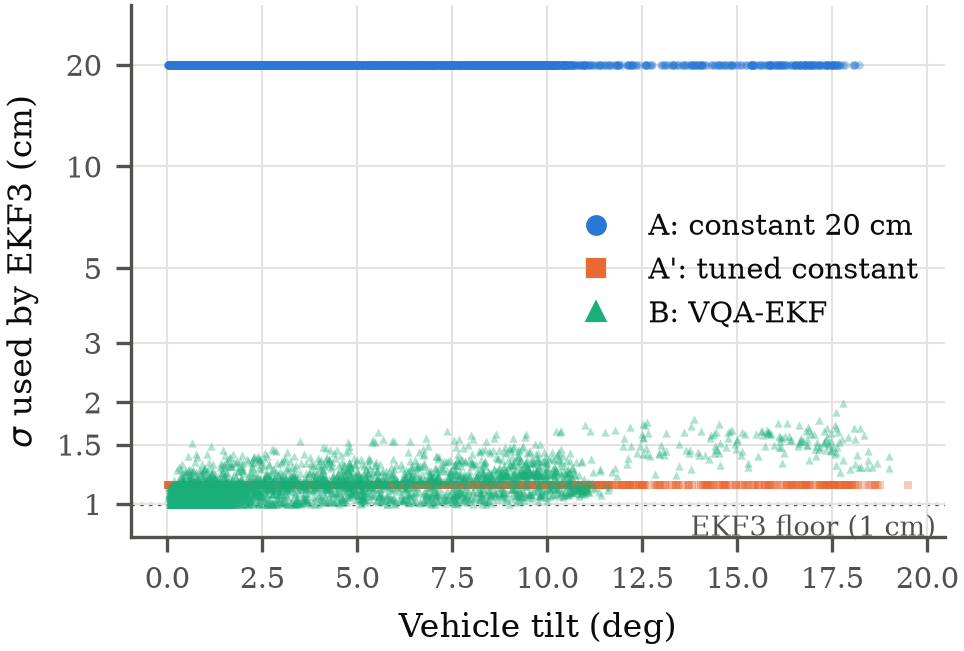 σ used by EKF3 (cm)
20
10
5
3
2
1.5
1
A: constant 20 cm
A': tuned constant
B: VQA-EKF
EKF3 floor (1 cm)
0.0 2.5 5.0 7.5 10.0 12.5 15.0 17.5 20.0
Vehicle tilt (deg)